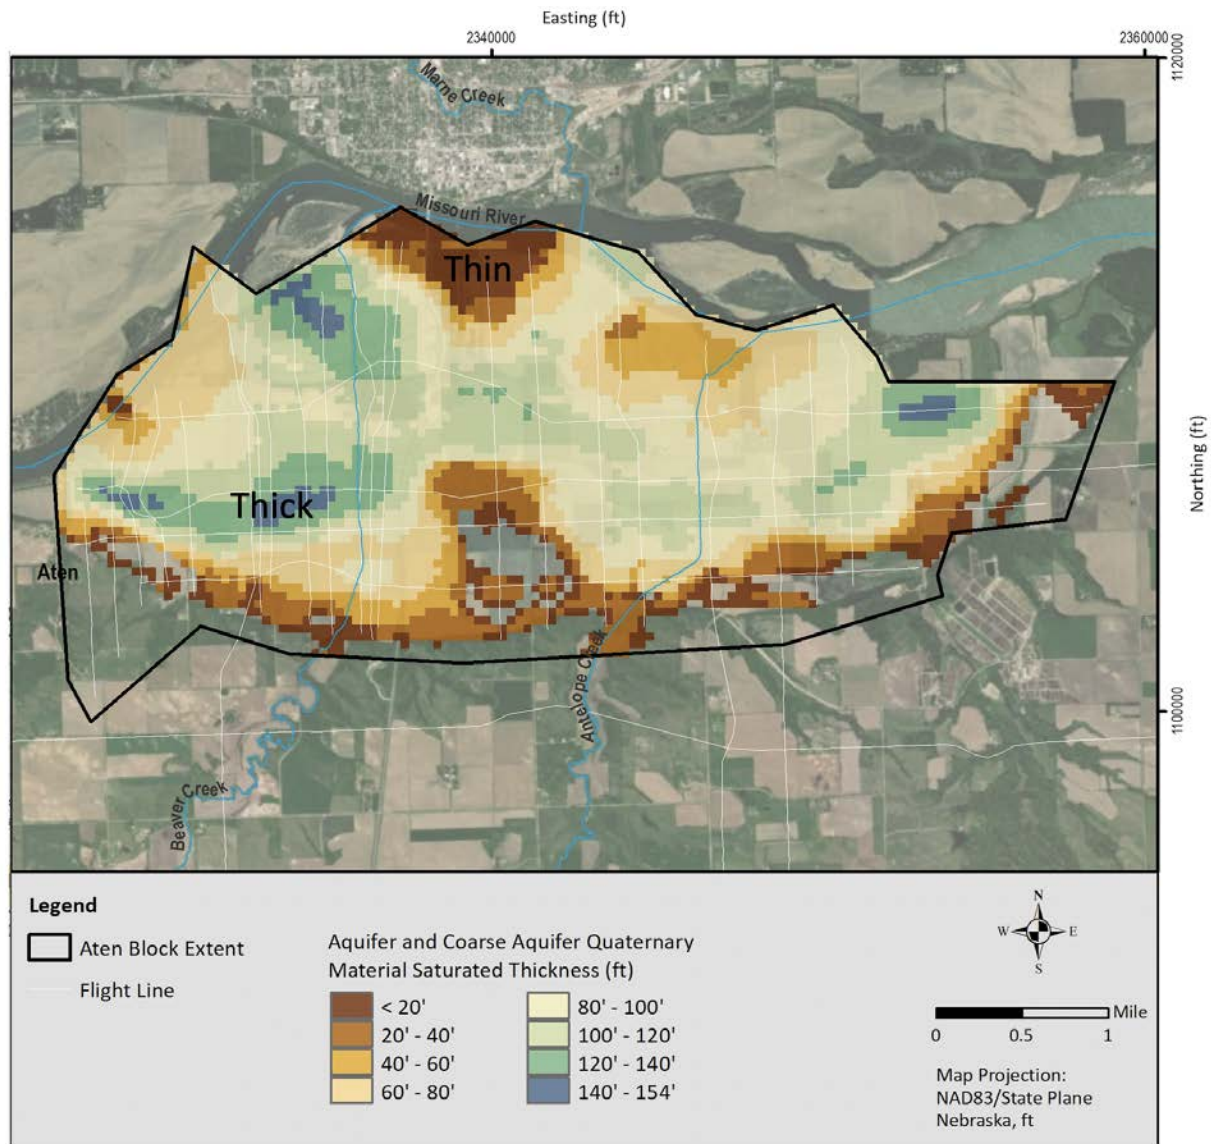 Easting (ft)
2340000
2360000
1120000
Marne Creek
Missouri River
Thin
Northing (ft)
Thick
Aten
Antelope Creek
1100000
Beaver Creek
Legend
Aten Block Extent
Flight Line
Aquifer and Coarse Aquifer Quaternary
Material Saturated Thickness (ft)
< 20'
20' - 40'
40' - 60'
60' - 80'
80' - 100'
100' - 120'
120' - 140'
140' - 154'
N
W
E
S
Mile
0
0.5
1
Map Projection:
NAD83/State Plane
Nebraska, ft